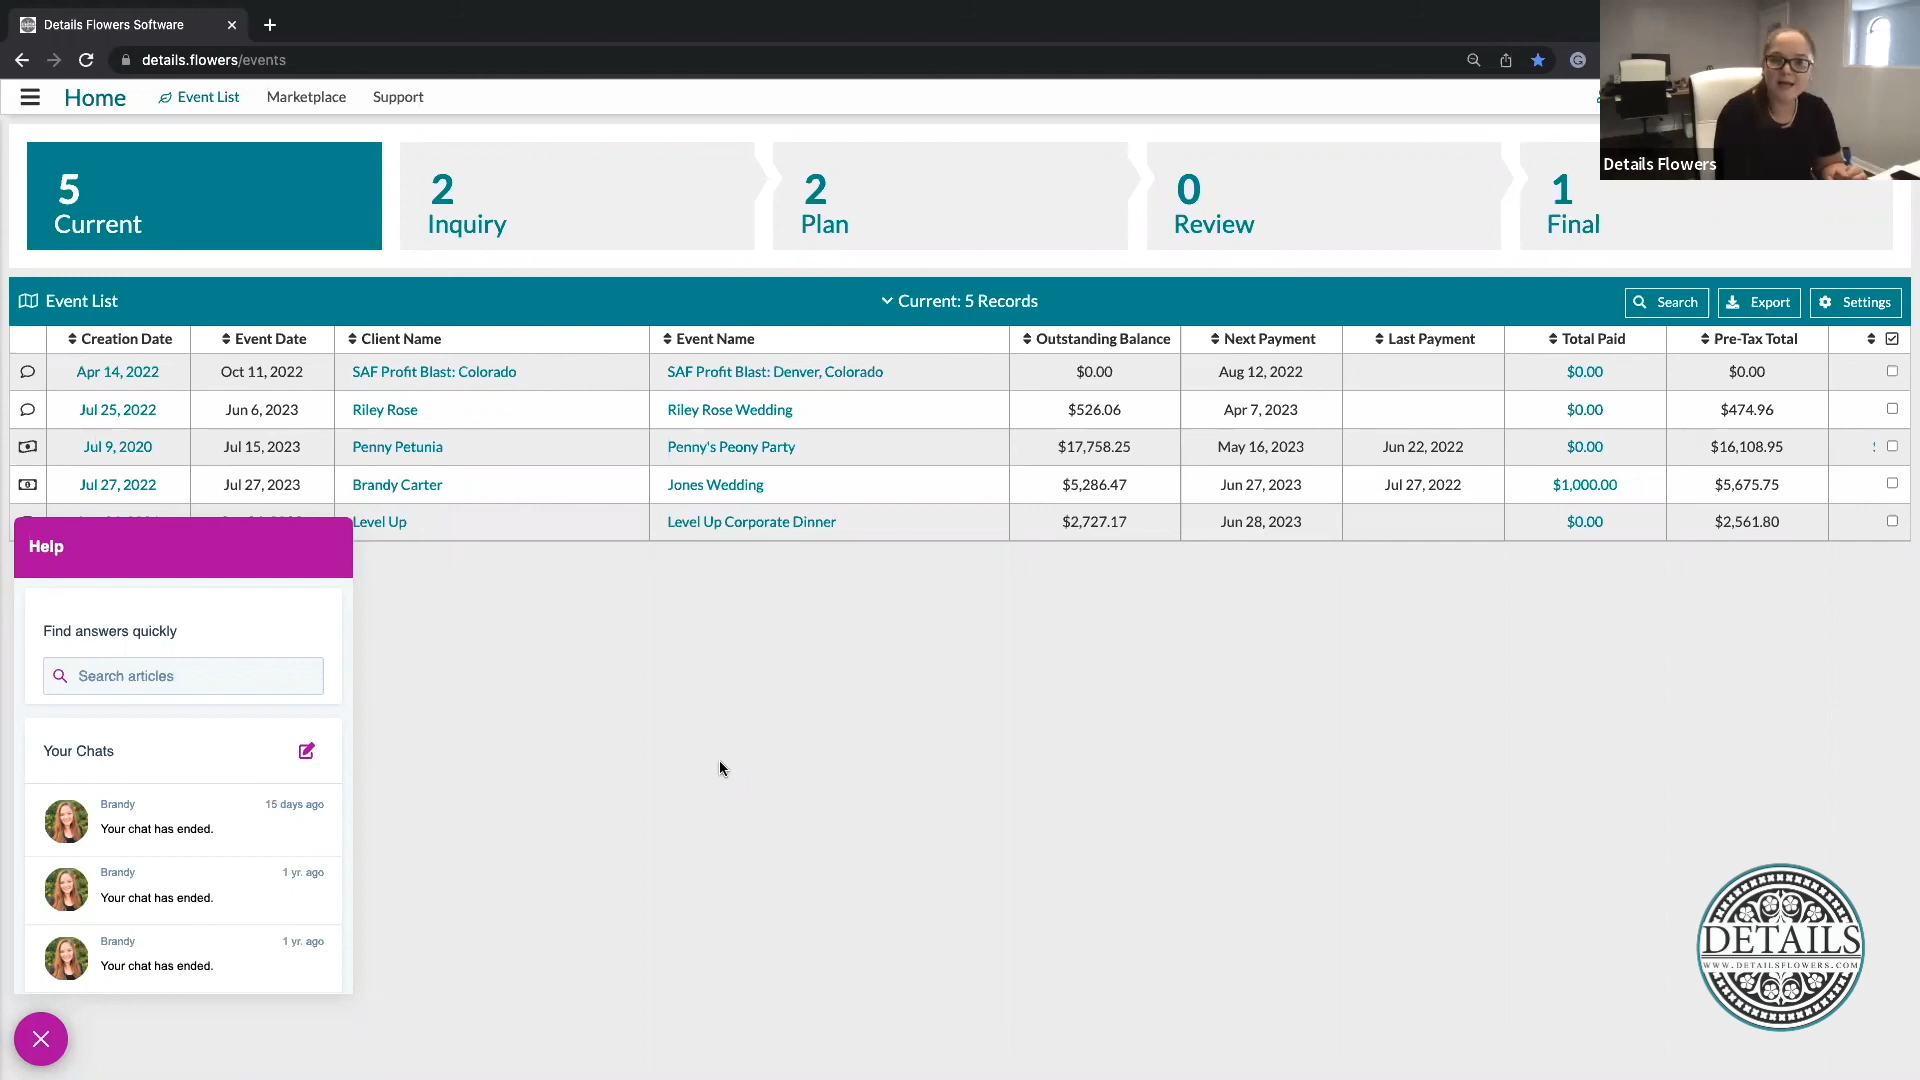 Details Flowers Software
details.flowers/events
Home Event List Marketplace Support
Details Flowers
5 Current
2 Inquiry
2 Plan
0 Review
1 Final
Event List Current: 5 Records Search Export Settings
Creation Date Event Date Client Name Event Name Outstanding Balance Next Payment Last Payment Total Paid Pre-Tax Total
Apr 14, 2022 Oct 11, 2022 SAF Profit Blast: Colorado SAF Profit Blast: Denver, Colorado $0.00 Aug 12, 2022 $0.00 $0.00
Jul 25, 2022 Jun 6, 2023 Riley Rose Riley Rose Wedding $526.06 Apr 7, 2023 $0.00 $474.96
Jul 9, 2020 Jul 15, 2023 Penny Petunia Penny's Peony Party $17,758.25 May 16, 2023 Jun 22, 2022 $0.00 $16,108.95
Jul 27, 2022 Jul 27, 2023 Brandy Carter Jones Wedding $5,286.47 Jun 27, 2023 Jul 27, 2022 $1,000.00 $5,675.75
Level Up Level Up Corporate Dinner $2,727.17 Jun 28, 2023 $0.00 $2,561.80
Help
Find answers quickly
Search articles
Your Chats
Brandy 15 days ago
Your chat has ended.
Brandy 1 yr. ago
Your chat has ended.
Brandy 1 yr. ago
Your chat has ended.
DETAILS
WWW.DETAILSFLOWERS.COM